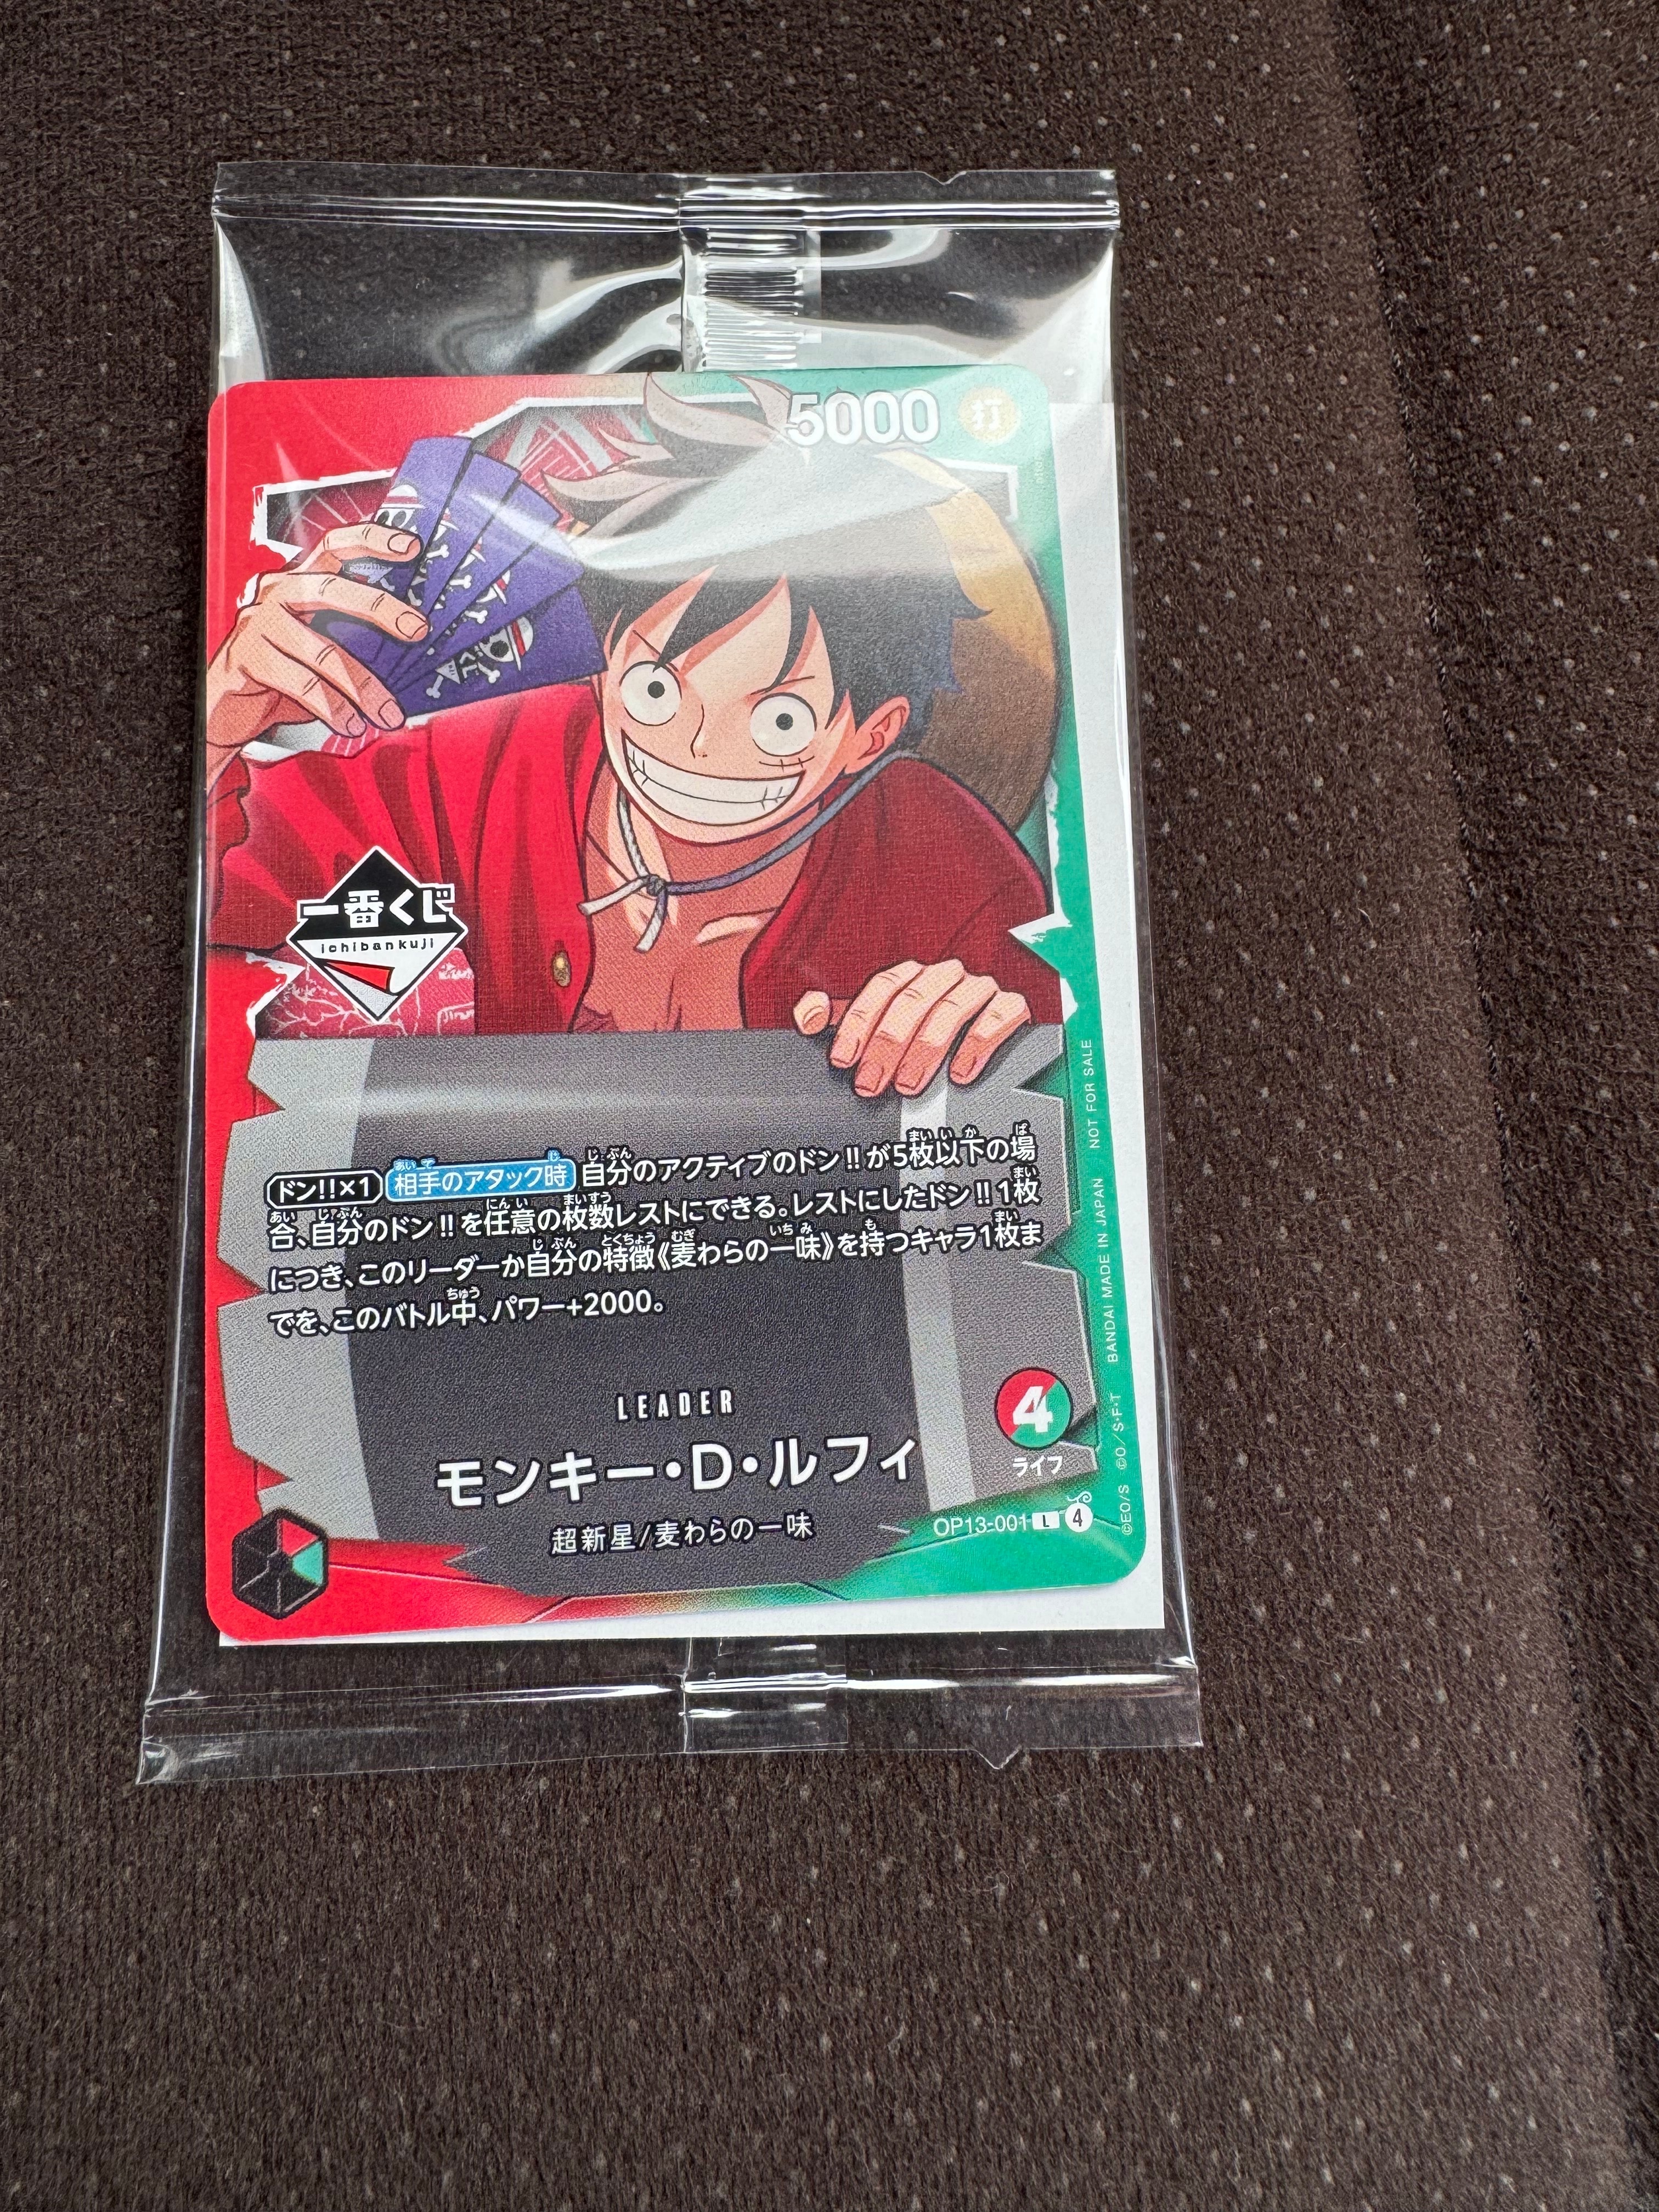 5000 打
一番くじ
ichibankuji
ドン!!×1 相手のアタック時 自分のアクティブのドン!!が5枚以下の場
合、自分のドン!!を任意の枚数レストにできる。レストにしたドン!!1枚
につき、このリーダーか自分の特徴《麦わらの一味》を持つキャラ1枚ま
でを、このバトル中、パワー+2000。
LEADER
モンキー・D・ルフィ
超新星/麦わらの一味
4
ライフ
OP13-001 L 4
©EO/S ©O/S・F・T BANDAI MADE IN JAPAN NOT FOR SALE